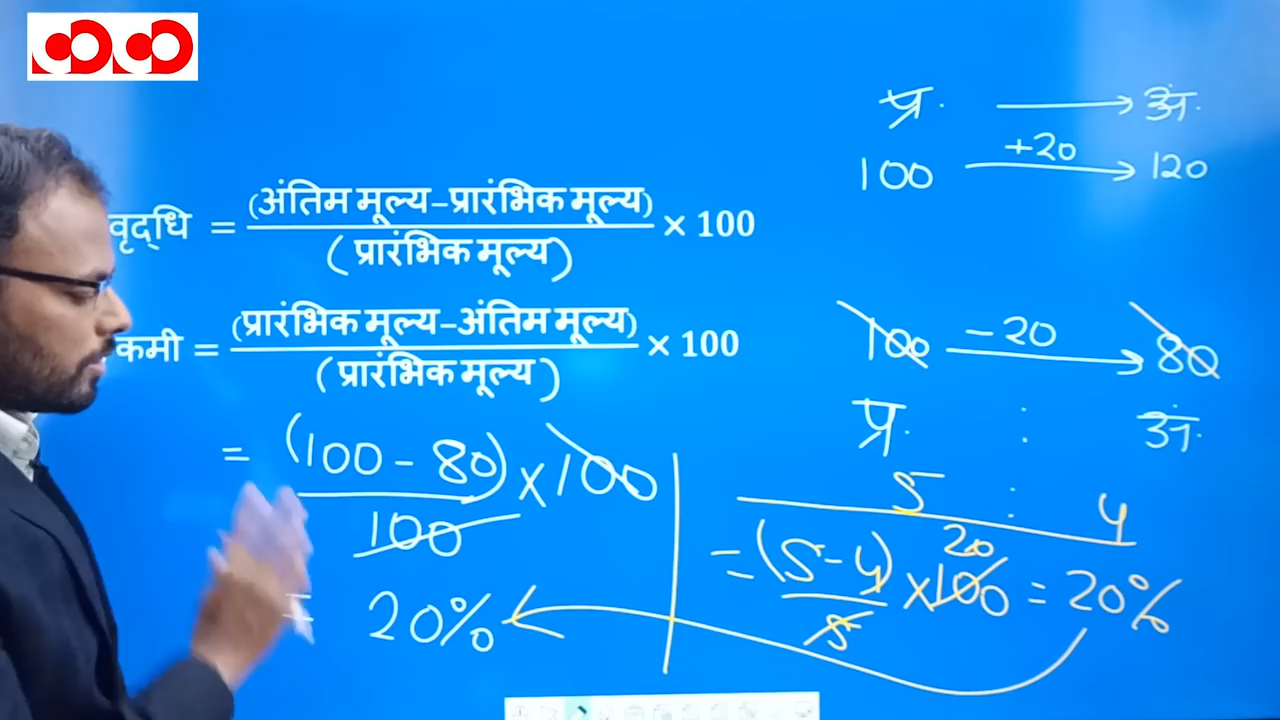 प्र. → अं.
100 +20 → 120
वृद्धि = (अंतिम मूल्य−प्रारंभिक मूल्य) / (प्रारंभिक मूल्य) × 100
कमी = (प्रारंभिक मूल्य−अंतिम मूल्य) / (प्रारंभिक मूल्य) × 100
100 −20 → 80
प्र. : अं.
5 : 4
= (100 − 80) / 100 × 100
= 20%
= (5−4) / 5 × 100 20 = 20%